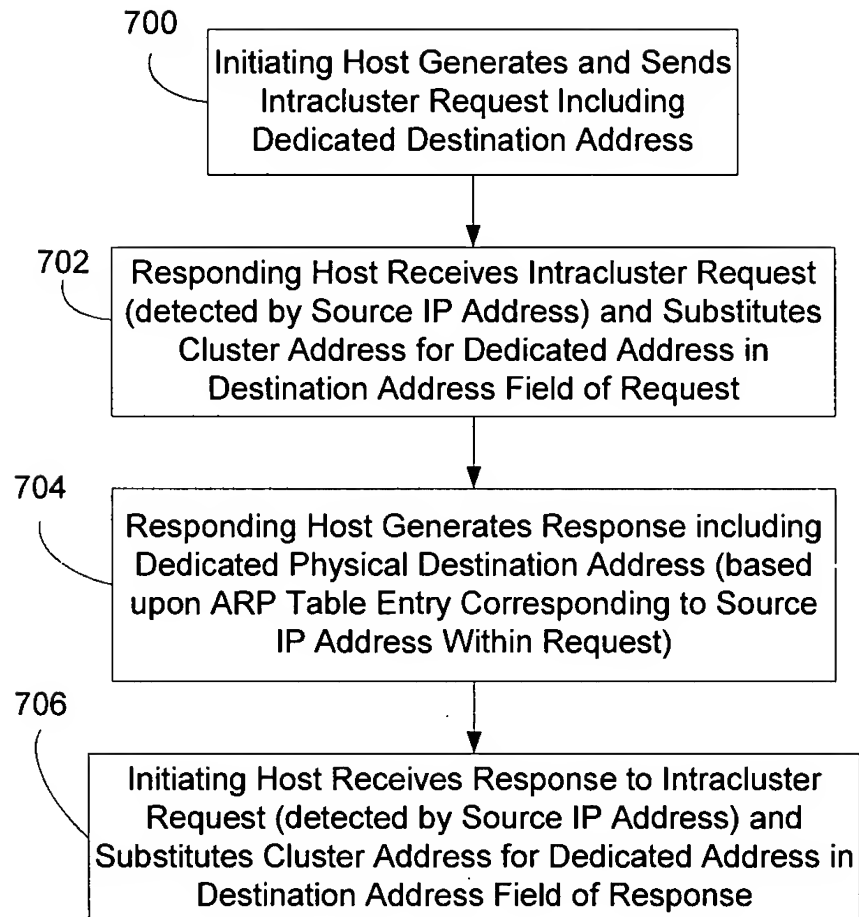 700
Initiating Host Generates and Sends
Intracluster Request Including
Dedicated Destination Address
702
Responding Host Receives Intracluster Request
(detected by Source IP Address) and Substitutes
Cluster Address for Dedicated Address in
Destination Address Field of Request
704
Responding Host Generates Response including
Dedicated Physical Destination Address (based
upon ARP Table Entry Corresponding to Source
IP Address Within Request)
706
Initiating Host Receives Response to Intracluster
Request (detected by Source IP Address) and
Substitutes Cluster Address for Dedicated Address in
Destination Address Field of Response